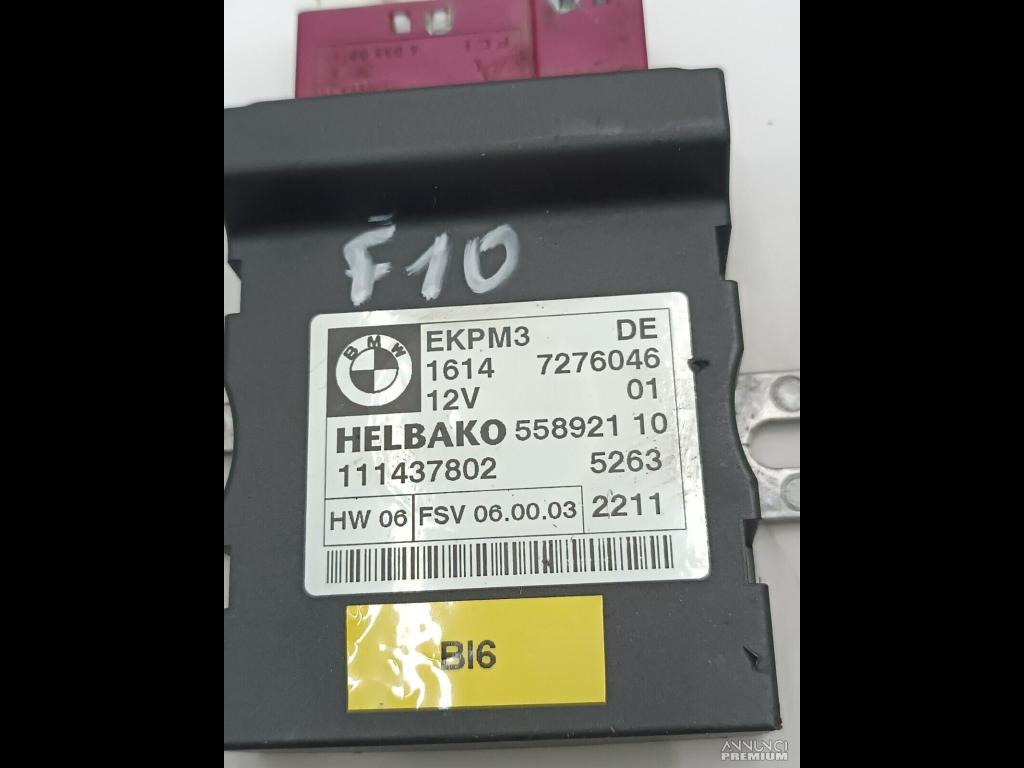 FCI
F10
BMW
EKPM3 DE
1614 7276046
12V 01
HELBAKO 558921 10
111437802 5263
HW 06 FSV 06.00.03 2211
BI6
ANNUNCI
PREMIUM